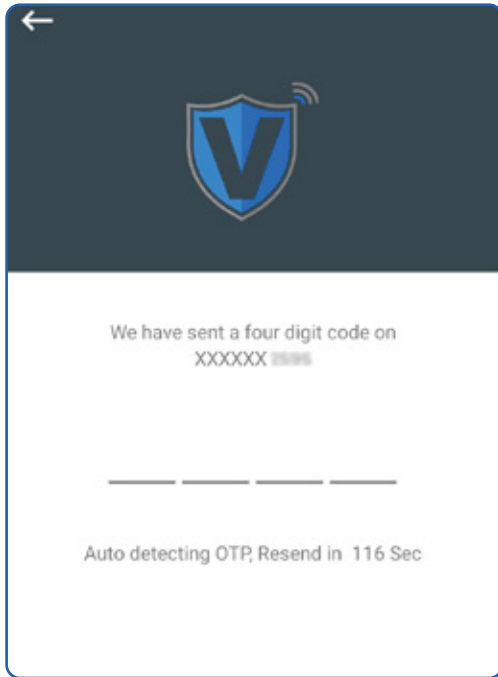 V
We have sent a four digit code on
XXXXXX
Auto detecting OTP, Resend in 116 Sec